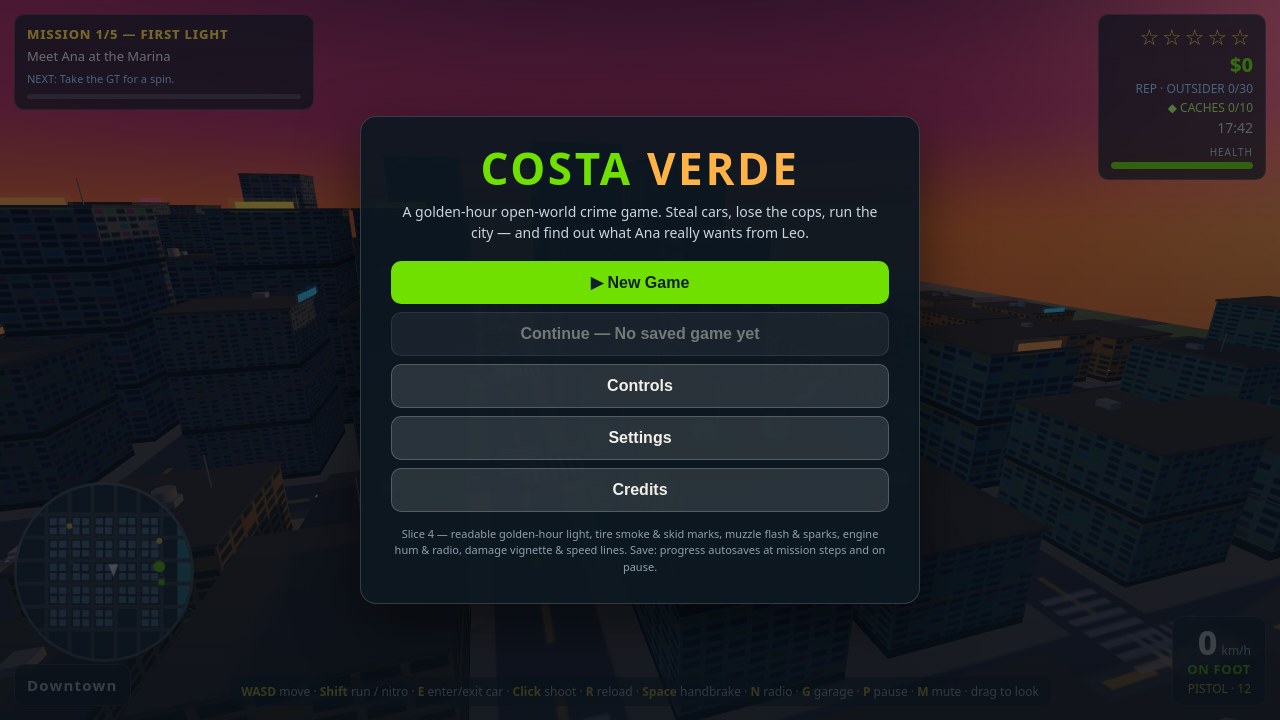 MISSION 1/5 — FIRST LIGHT
Meet Ana at the Marina
NEXT: Take the GT for a spin.
☆☆☆☆☆
$0
REP · OUTSIDER 0/30
◆ CACHES 0/10
17:42
HEALTH
COSTA VERDE
A golden-hour open-world crime game. Steal cars, lose the cops, run the
city — and find out what Ana really wants from Leo.
▶ New Game
Continue — No saved game yet
Controls
Settings
Credits
Slice 4 — readable golden-hour light, tire smoke & skid marks, muzzle flash & sparks, engine
hum & radio, damage vignette & speed lines. Save: progress autosaves at mission steps and on
pause.
Downtown
WASD move · Shift run / nitro · E enter/exit car · Click shoot · R reload · Space handbrake · N radio · G garage · P pause · M mute · drag to look
0 km/h
ON FOOT
PISTOL · 12